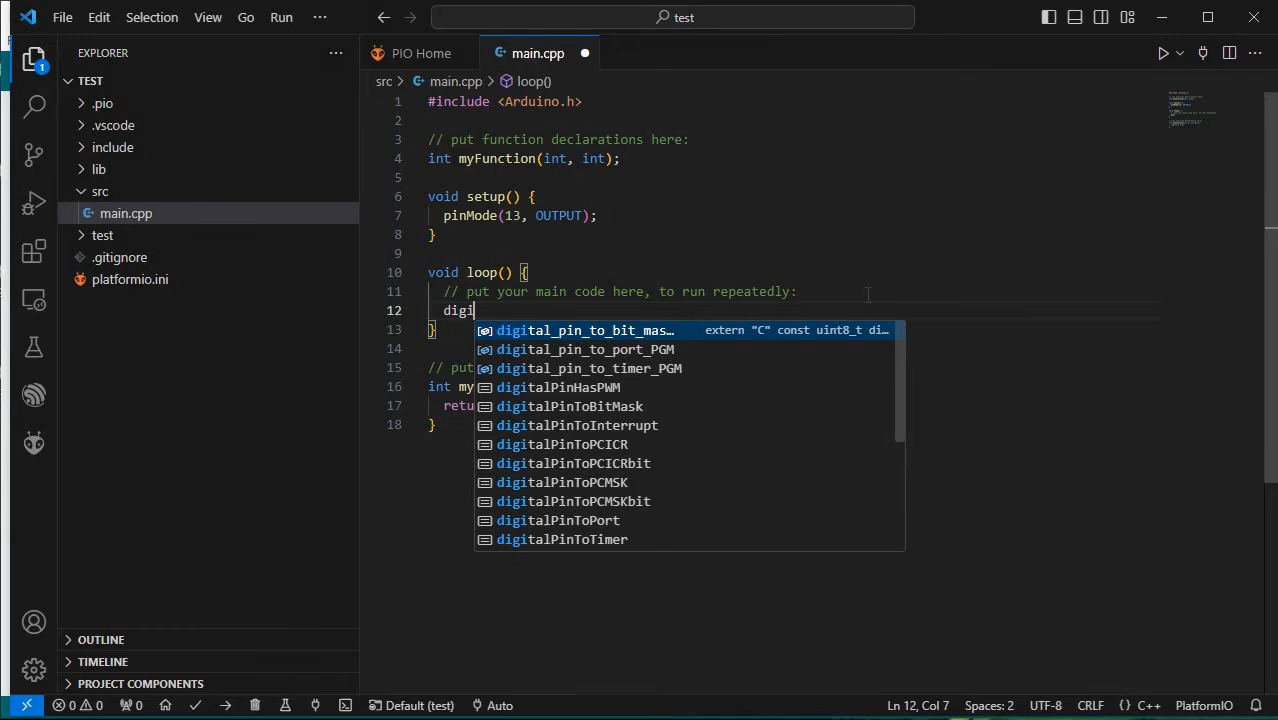 File Edit Selection View Go Run ··· test
EXPLORER ···
PIO Home main.cpp
TEST
src > main.cpp > loop()
.pio
.vscode
include
lib
src
main.cpp
test
.gitignore
platformio.ini
1
1 #include <Arduino.h>
2
3 // put function declarations here:
4 int myFunction(int, int);
5
6 void setup() {
7 pinMode(13, OUTPUT);
8 }
9
10 void loop() {
11 // put your main code here, to run repeatedly:
12 digi
13 }
14
15 // put
16 int my
17 retu
18 }
digital_pin_to_bit_mas… extern "C" const uint8_t di…
digital_pin_to_port_PGM
digital_pin_to_timer_PGM
digitalPinHasPWM
digitalPinToBitMask
digitalPinToInterrupt
digitalPinToPCICR
digitalPinToPCICRbit
digitalPinToPCMSK
digitalPinToPCMSKbit
digitalPinToPort
digitalPinToTimer
OUTLINE
TIMELINE
PROJECT COMPONENTS
0 0 0 Default (test) Auto Ln 12, Col 7 Spaces: 2 UTF-8 CRLF {} C++ PlatformIO